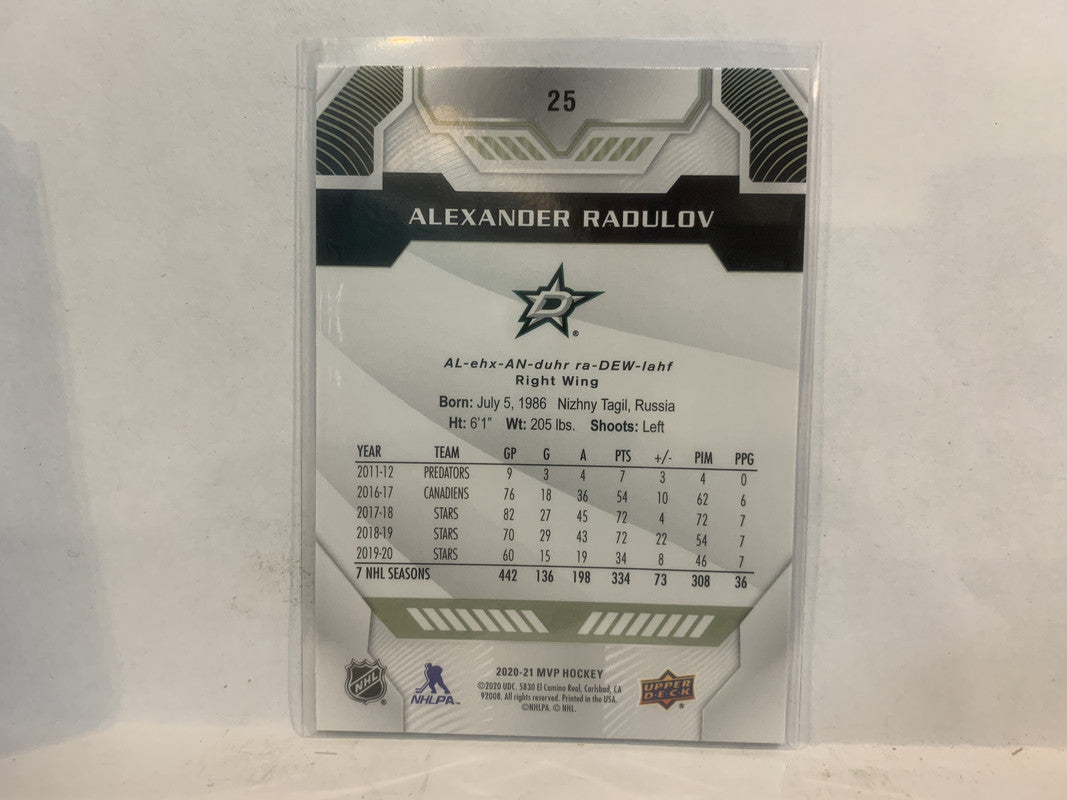 25
ALEXANDER RADULOV
D
®
AL-ehx-AN-duhr ra-DEW-lahf
Right Wing
Born: July 5, 1986 Nizhny Tagil, Russia
Ht: 6'1" Wt: 205 lbs. Shoots: Left
YEAR TEAM GP G A PTS +/- PIM PPG
2011-12 PREDATORS 9 3 4 7 3 4 0
2016-17 CANADIENS 76 18 36 54 10 62 6
2017-18 STARS 82 27 45 72 4 72 7
2018-19 STARS 70 29 43 72 22 54 7
2019-20 STARS 60 15 19 34 8 46 7
7 NHL SEASONS 442 136 198 334 73 308 36
NHL ®
NHLPA™
2020-21 MVP HOCKEY
©2020 UDC. 5830 El Camino Real, Carlsbad, CA
92008. All rights reserved. Printed in the USA.
©NHLPA. © NHL.
UPPER
DECK ®